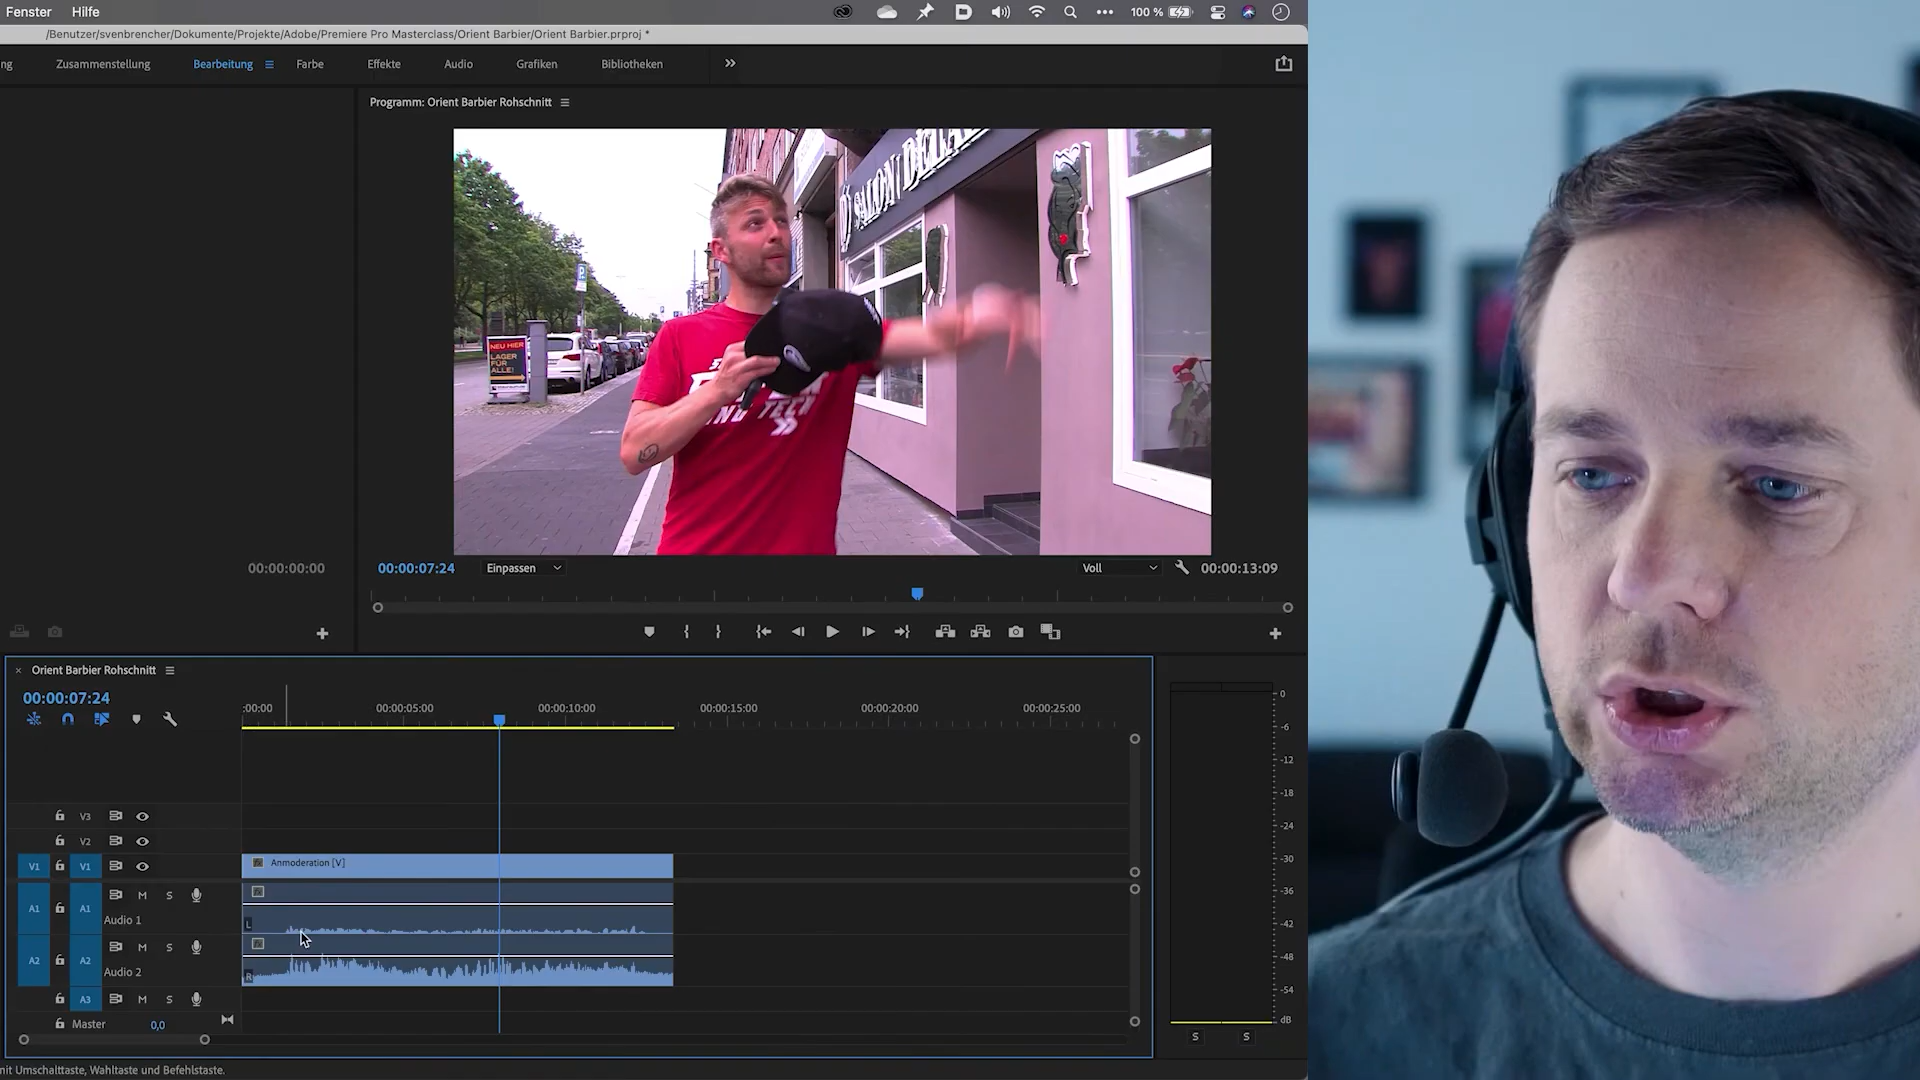 Fenster Hilfe 100 %
/Benutzer/svenbrencher/Dokumente/Projekte/Adobe/Premiere Pro Masterclass/Orient Barbier/Orient Barbier.prproj *
ng Zusammenstellung Bearbeitung Farbe Effekte Audio Grafiken Bibliotheken
Programm: Orient Barbier Rohschnitt
SALON
NEU HIER
LAGER
FÜR
ALLE!
TECH
00:00:00:00
00:00:07:24 Einpassen Voll 00:00:13:09
Orient Barbier Rohschnitt
00:00:07:24
:00:00 00:00:05:00 00:00:10:00 00:00:15:00 00:00:20:00 00:00:25:00
V3
V2
V1 V1 Anmoderation [V]
A1 A1 M S
Audio 1
L
A2 A2 M S
Audio 2
R
A3 M S
Master 0,0
0
-6
-12
-18
-24
-30
-36
-42
-48
-54
dB
S S
mit Umschalttaste, Wahltaste und Befehlstaste.